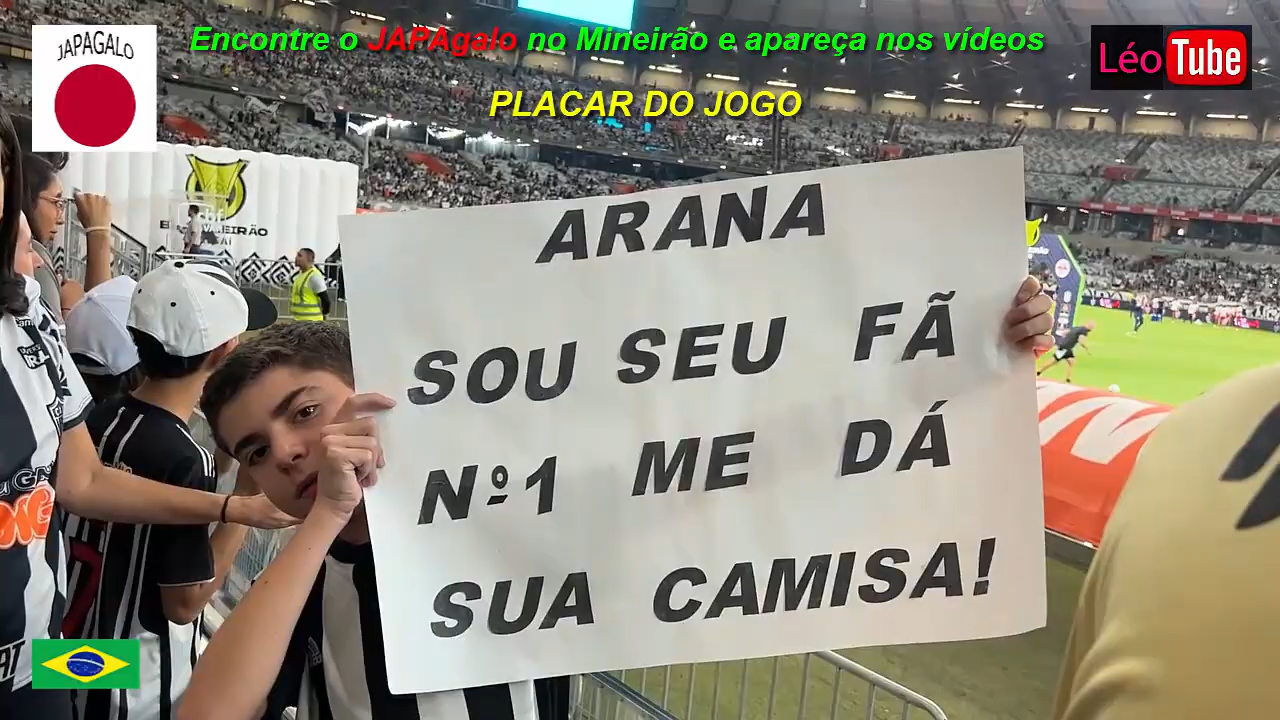 JAPAGALO
Encontre o JAPAgalo no Mineirão e apareça nos vídeos
LéoTube
PLACAR DO JOGO
ARANA
SOU SEU FÃ
Nº1 ME DÁ
SUA CAMISA!